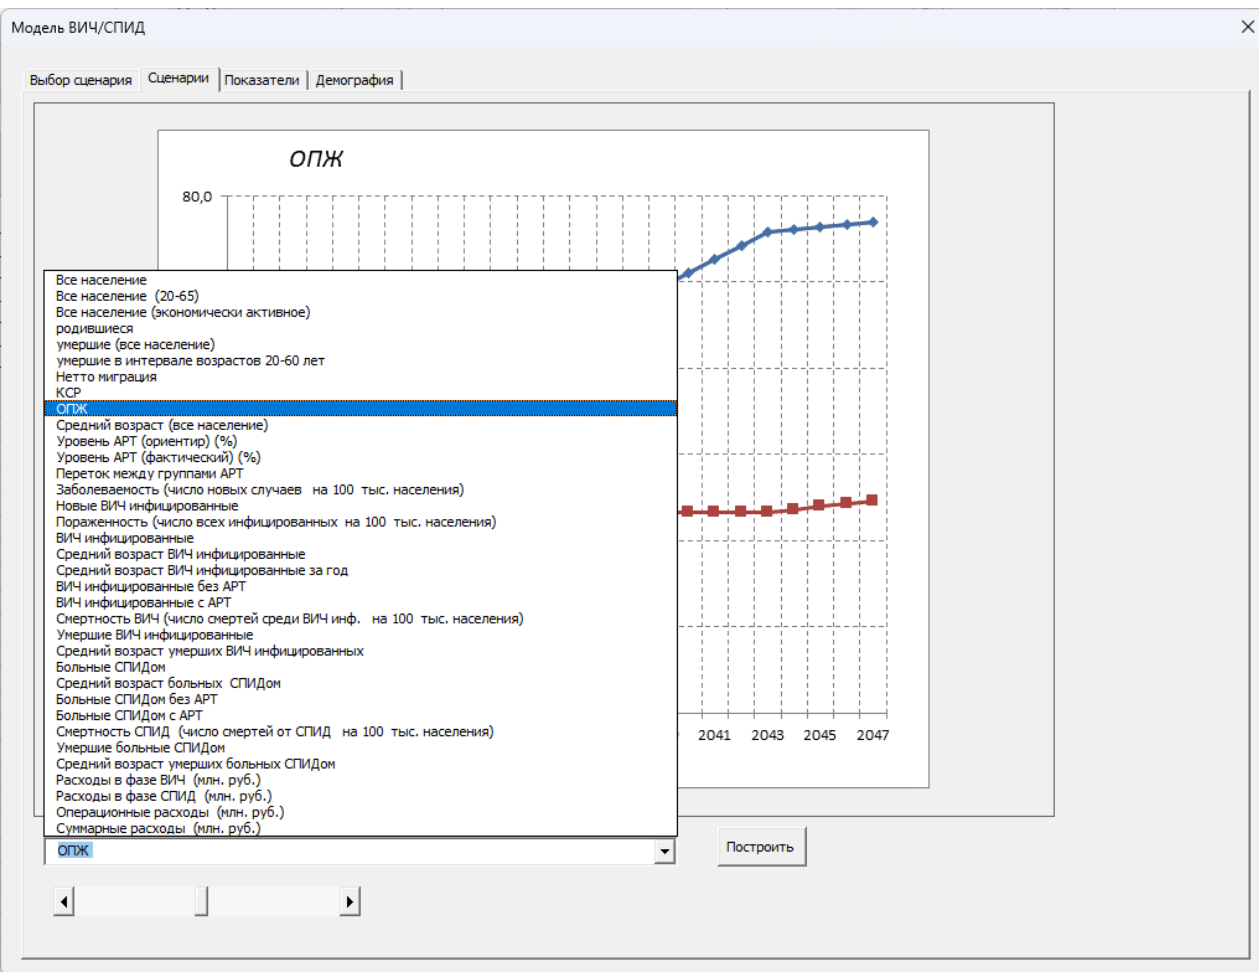 Модель ВИЧ/СПИД
Выбор сценария Сценарии Показатели Демография
ОПЖ
80,0
Все население
Все население (20-65)
Все население (экономически активное)
родившиеся
умершие (все население)
умершие в интервале возрастов 20-60 лет
Нетто миграция
КСР
ОПЖ
Средний возраст (все население)
Уровень АРТ (ориентир) (%)
Уровень АРТ (фактический) (%)
Переток между группами АРТ
Заболеваемость (число новых случаев на 100 тыс. населения)
Новые ВИЧ инфицированные
Пораженность (число всех инфицированных на 100 тыс. населения)
ВИЧ инфицированные
Средний возраст ВИЧ инфицированные
Средний возраст ВИЧ инфицированные за год
ВИЧ инфицированные без АРТ
ВИЧ инфицированные с АРТ
Смертность ВИЧ (число смертей среди ВИЧ инф. на 100 тыс. населения)
Умершие ВИЧ инфицированные
Средний возраст умерших ВИЧ инфицированных
Больные СПИДом
Средний возраст больных СПИДом
Больные СПИДом без АРТ
Больные СПИДом с АРТ
Смертность СПИД (число смертей от СПИД на 100 тыс. населения)
Умершие больные СПИДом
Средний возраст умерших больных СПИДом
Расходы в фазе ВИЧ (млн. руб.)
Расходы в фазе СПИД (млн. руб.)
Операционные расходы (млн. руб.)
Суммарные расходы (млн. руб.)
2041 2043 2045 2047
ОПЖ
Построить